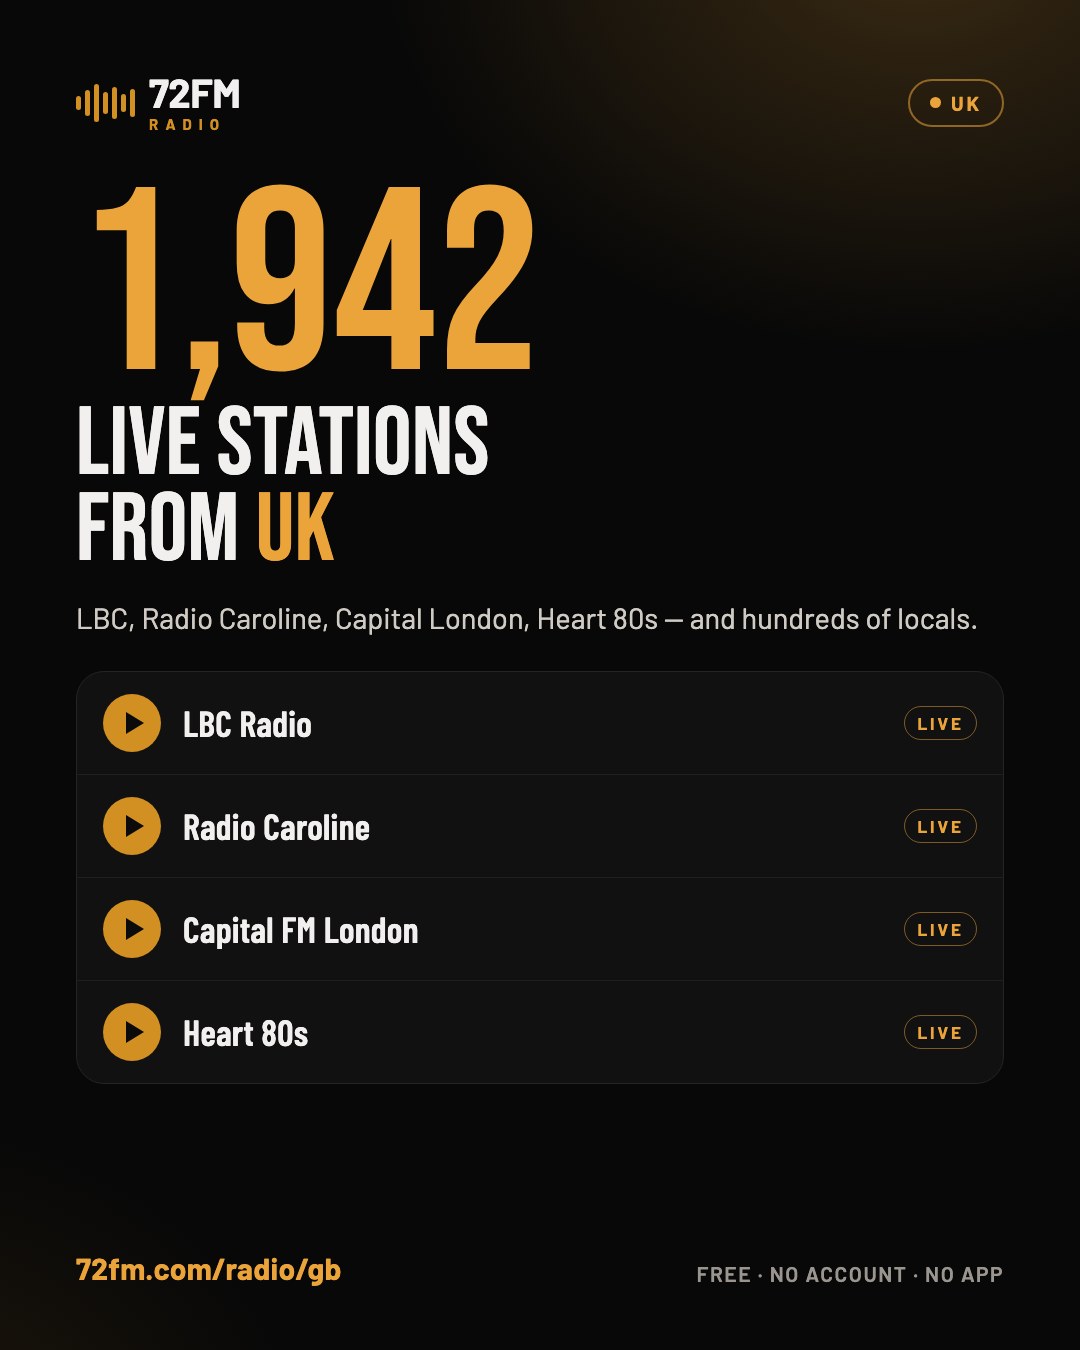 72FM
RADIO
UK
1,942
LIVE STATIONS
FROM UK
LBC, Radio Caroline, Capital London, Heart 80s — and hundreds of locals.
LBC Radio
LIVE
Radio Caroline
LIVE
Capital FM London
LIVE
Heart 80s
LIVE
72fm.com/radio/gb
FREE · NO ACCOUNT · NO APP